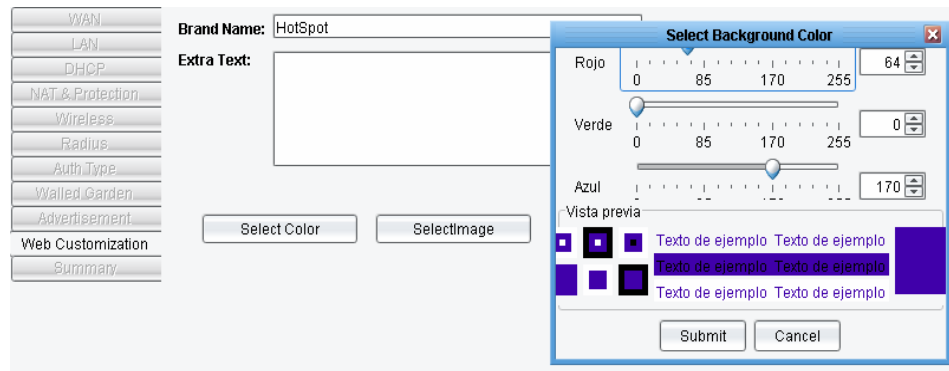 WAN
LAN
DHCP
NAT & Protection
Wireless
Radius
Auth Type
Walled Garden
Advertisement
Web Customization
Summary
Brand Name: HotSpot
Extra Text:
Select Color SelectImage
Select Background Color
Rojo 64
0 85 170 255
Verde 0
0 85 170 255
Azul 170
Vista previa
Texto de ejemplo Texto de ejemplo
Texto de ejemplo Texto de ejemplo
Texto de ejemplo Texto de ejemplo
Submit Cancel